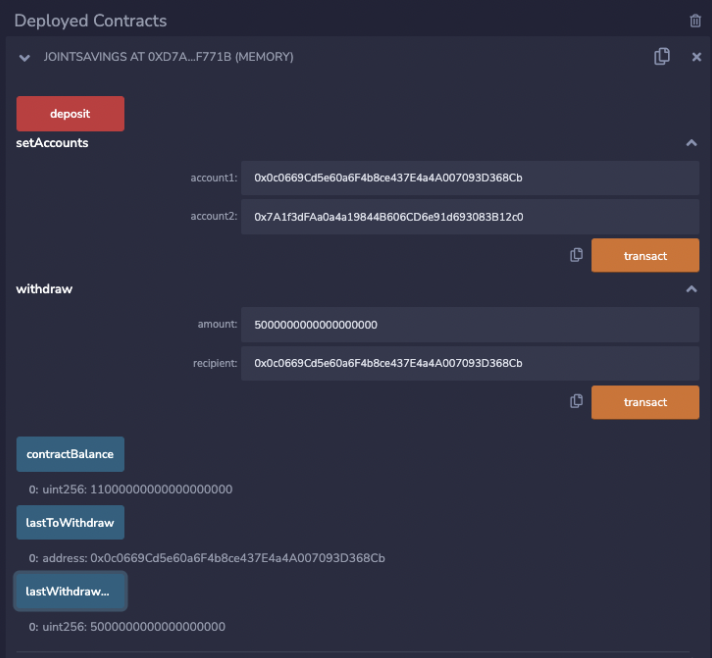 Deployed Contracts
JOINTSAVINGS AT 0XD7A...F771B (MEMORY)
deposit
setAccounts
account1: 0x0c0669Cd5e60a6F4b8ce437E4a4A007093D368Cb
account2: 0x7A1f3dFAa0a4a19844B606CD6e91d693083B12c0
transact
withdraw
amount: 5000000000000000000
recipient: 0x0c0669Cd5e60a6F4b8ce437E4a4A007093D368Cb
transact
contractBalance
0: uint256: 11000000000000000000
lastToWithdraw
0: address: 0x0c0669Cd5e60a6F4b8ce437E4a4A007093D368Cb
lastWithdraw...
0: uint256: 5000000000000000000